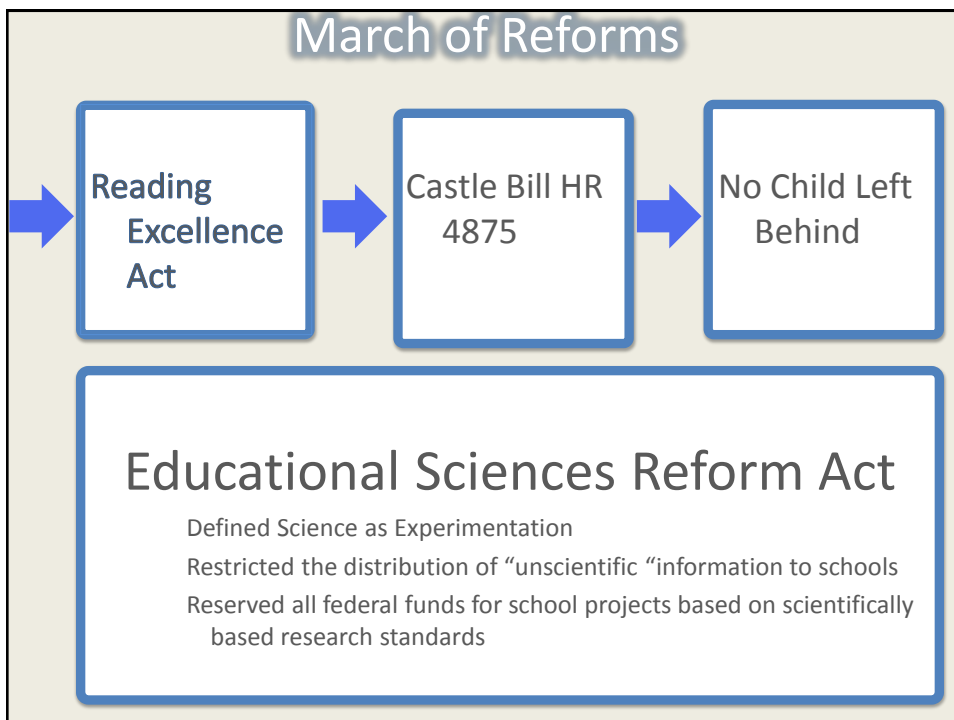 March of Reforms
Reading
Excellence
Act
Castle Bill HR
4875
No Child Left
Behind
Educational Sciences Reform Act
Defined Science as Experimentation
Restricted the distribution of “unscientific “information to schools
Reserved all federal funds for school projects based on scientifically
based research standards